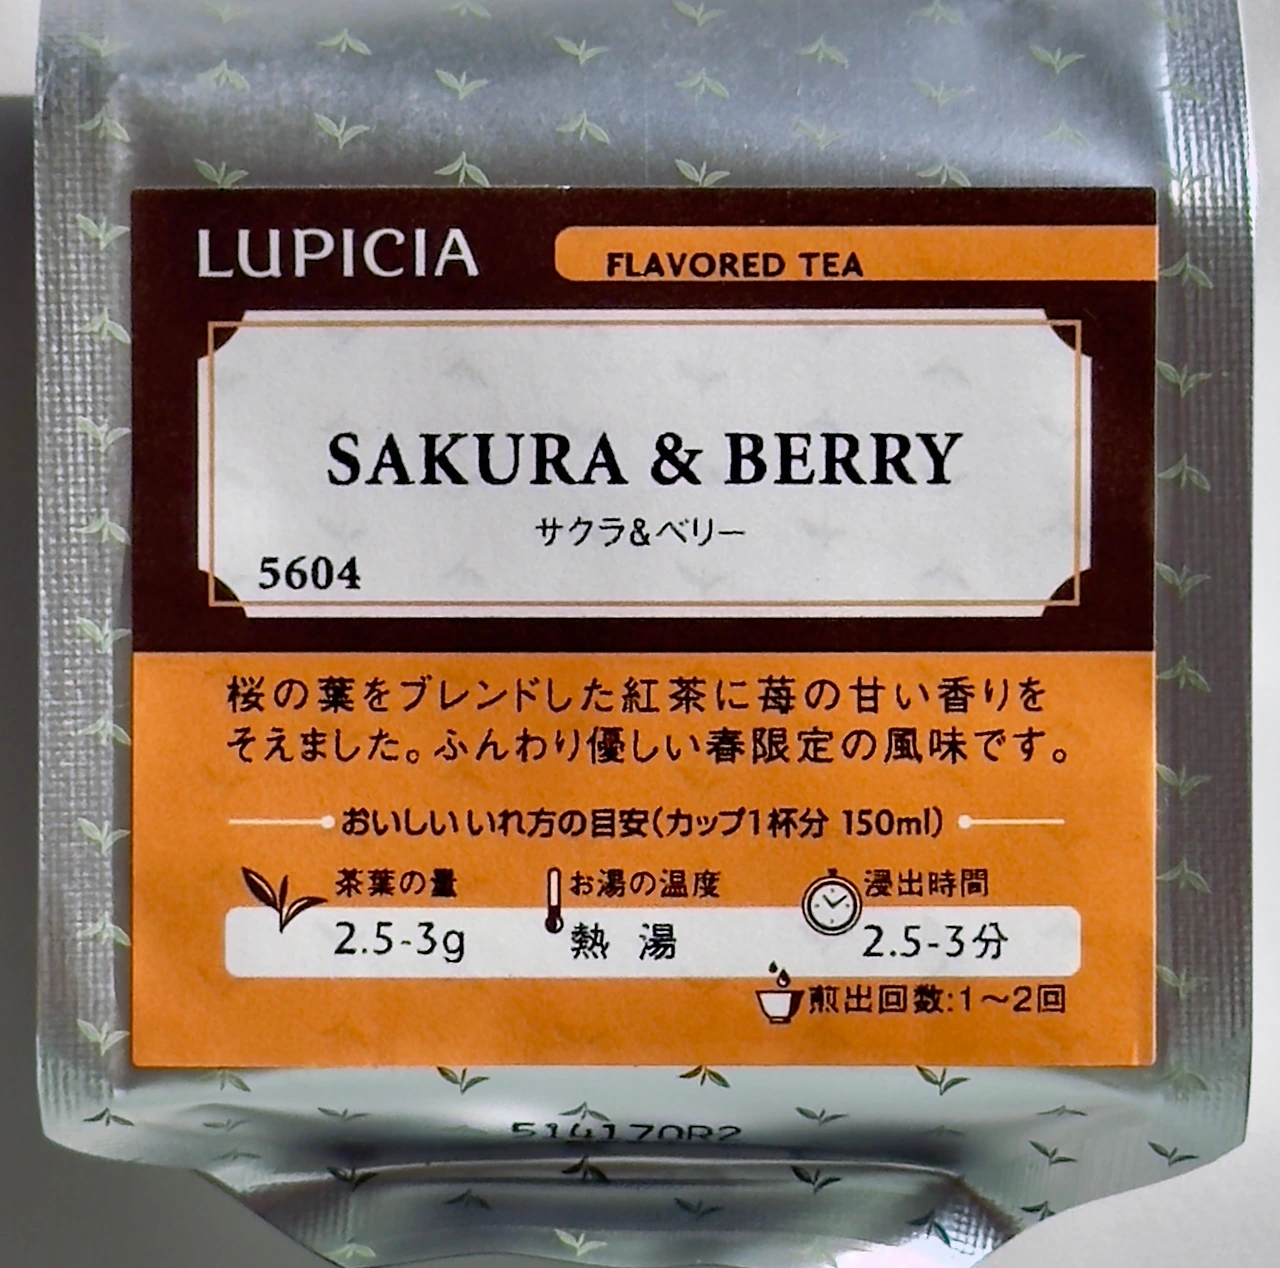 LUPICIA
FLAVORED TEA
SAKURA & BERRY
サクラ&ベリー
5604
桜の葉をブレンドした紅茶に苺の甘い香りを
そえました。ふんわり優しい春限定の風味です。
おいしいいれ方の目安(カップ1杯分 150ml)
茶葉の量 お湯の温度 浸出時間
2.5-3g 熱 湯 2.5-3分
煎出回数:1〜2回